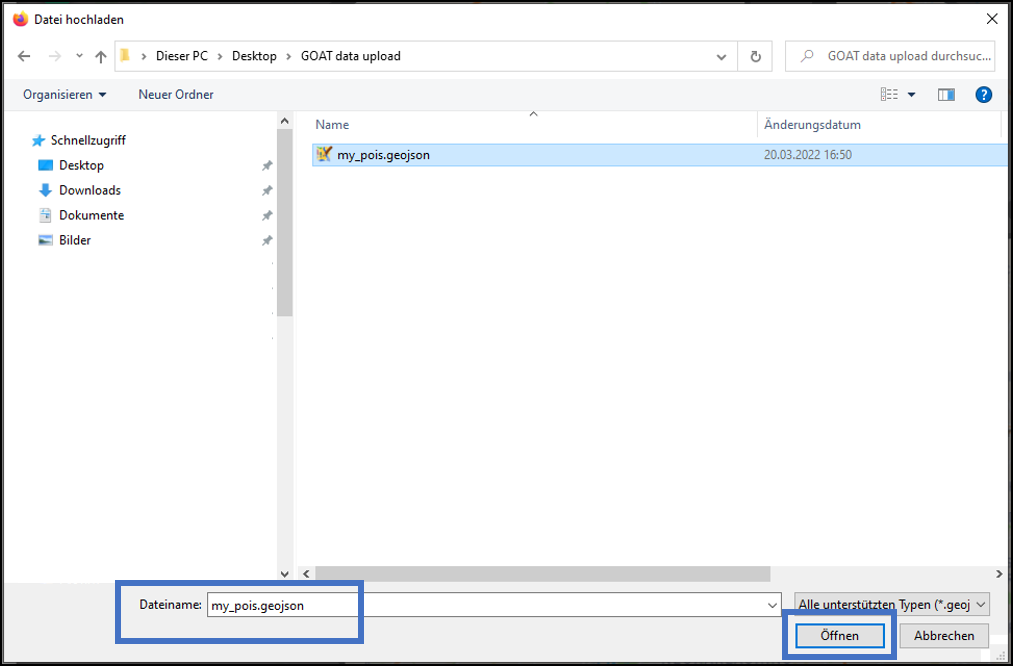 Datei hochladen
Dieser PC > Desktop > GOAT data upload
GOAT data upload durchsuc...
Organisieren Neuer Ordner
Name Änderungsdatum
Schnellzugriff
Desktop
Downloads
Dokumente
Bilder
my_pois.geojson 20.03.2022 16:50
Dateiname: my_pois.geojson
Alle unterstützten Typen (*.geoj
Öffnen Abbrechen